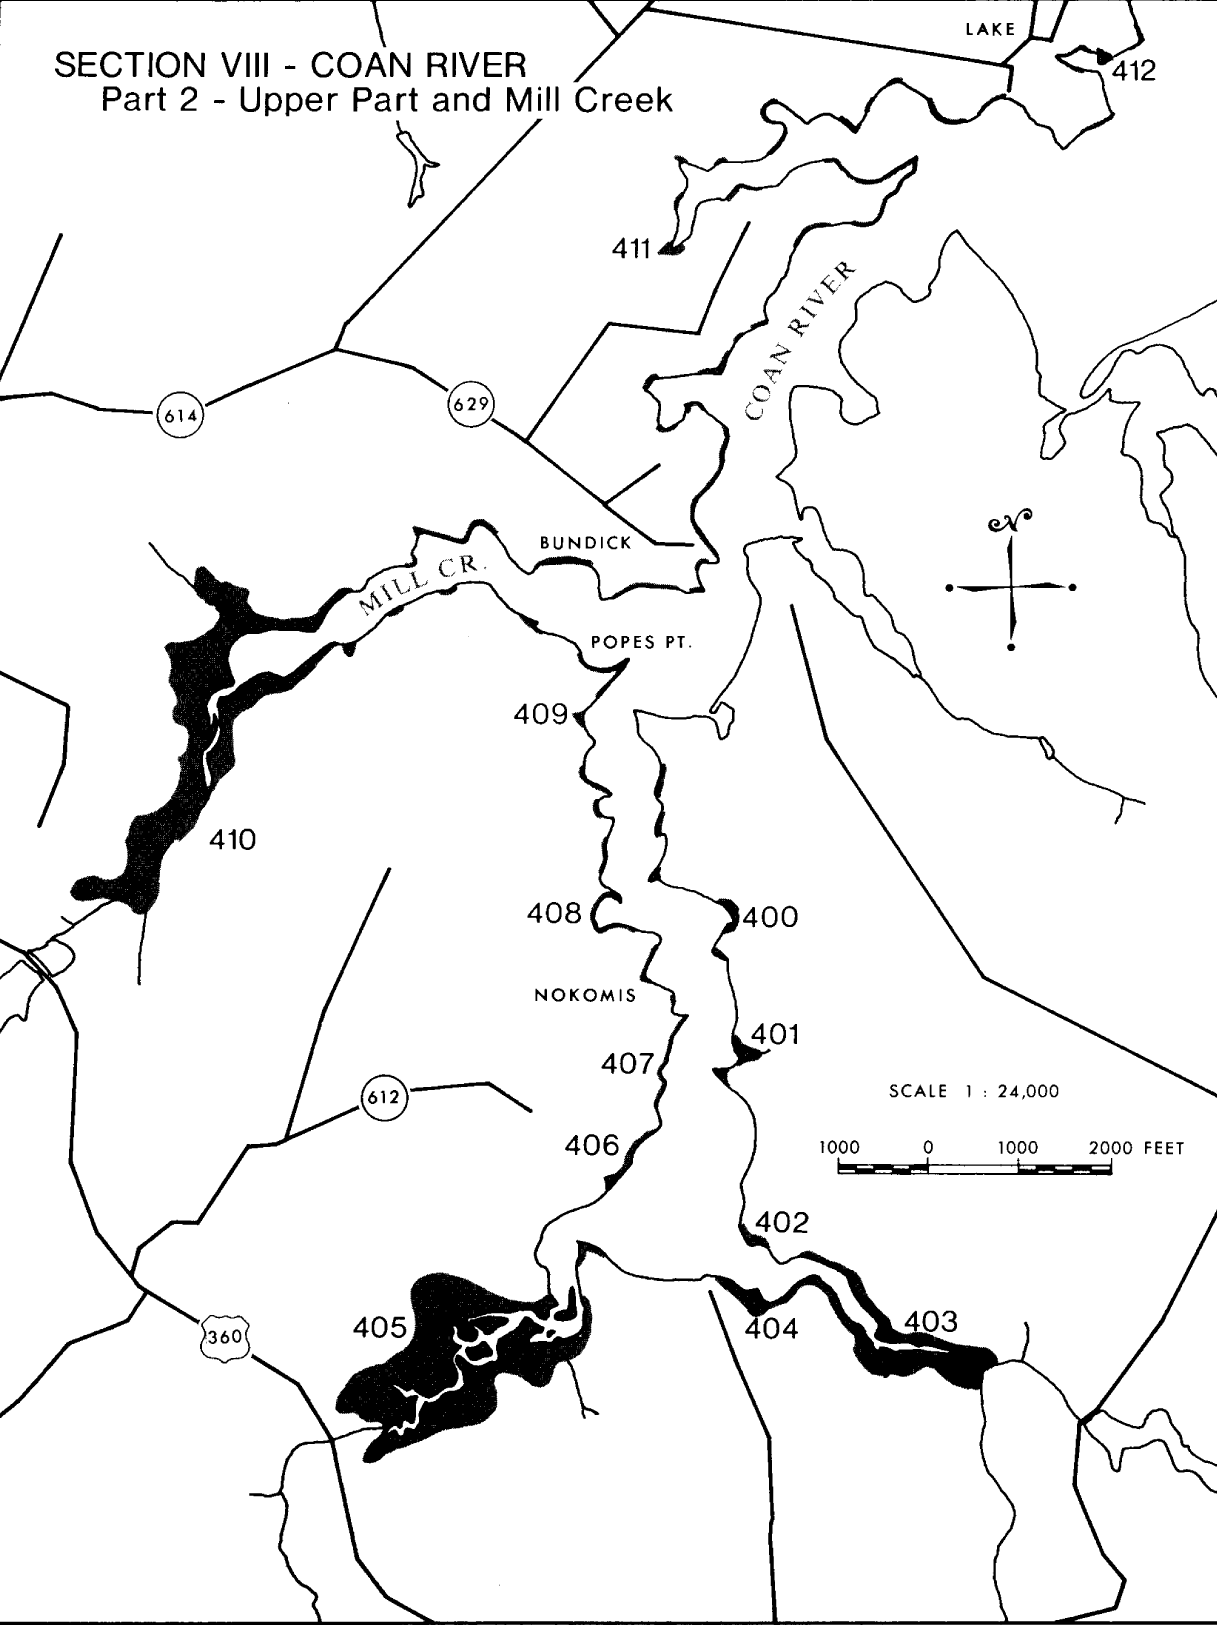 LAKE
SECTION VIII - COAN RIVER
Part 2 - Upper Part and Mill Creek
412
411
COAN RIVER
614
629
BUNDICK
MILL CR.
N
POPES PT.
409
410
408
400
NOKOMIS
401
407
612
SCALE 1 : 24,000
406
1000 0 1000 2000 FEET
402
405
404
403
360